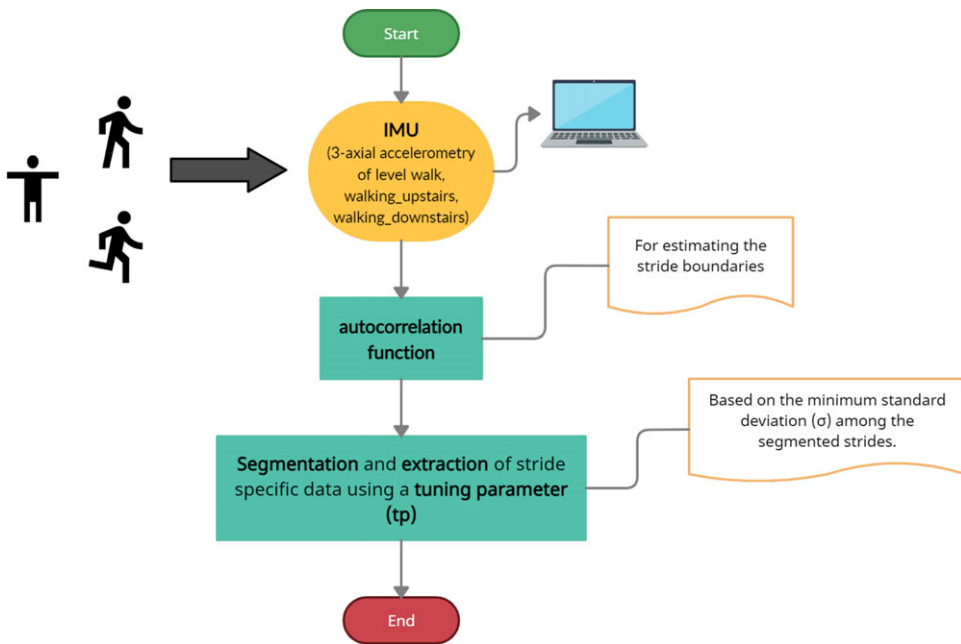 Start
IMU
(3-axial accelerometry
of level walk,
walking_upstairs,
walking_downstairs)
For estimating the
stride boundaries
autocorrelation
function
Based on the minimum standard
deviation (σ) among the
segmented strides.
Segmentation and extraction of stride
specific data using a tuning parameter
(tp)
End